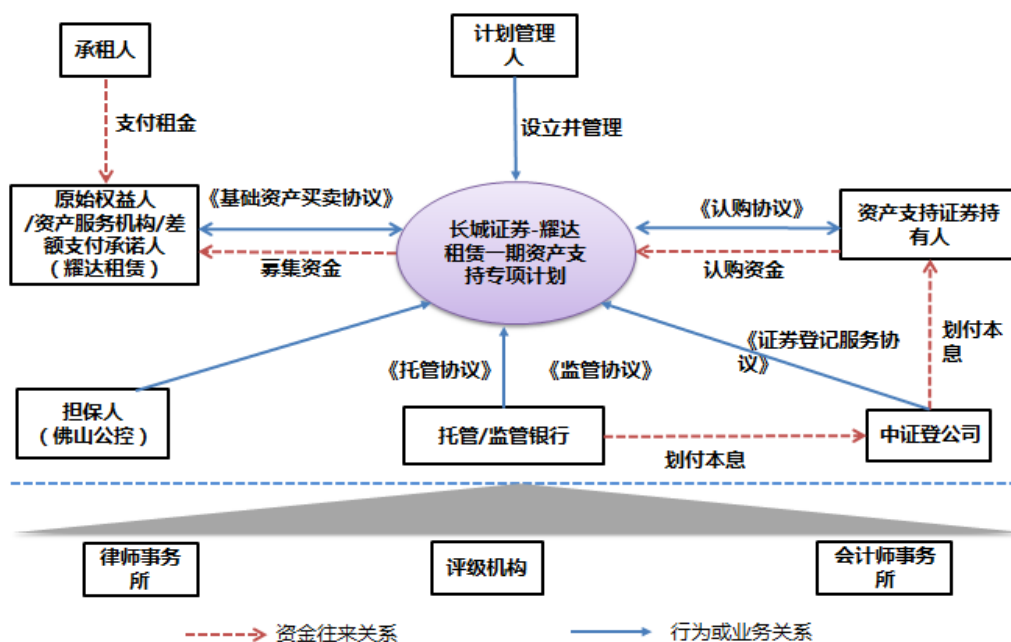 承租人
计划管理
人
支付租金
设立并管理
原始权益人
/资产服务机构/差
额支付承诺人
（耀达租赁）
《基础资产买卖协议》
募集资金
长城证券-耀达
租赁一期资产支
持专项计划
《认购协议》
认购资金
资产支持证券持
有人
划付本
息
《证券登记服务协
议》
《托管协议》
《监管协议》
担保人
（佛山公控）
托管/监管银行
划付本息
中证登公司
律师事务
所
评级机构
会计师事务
所
资金往来关系
行为或业务关系